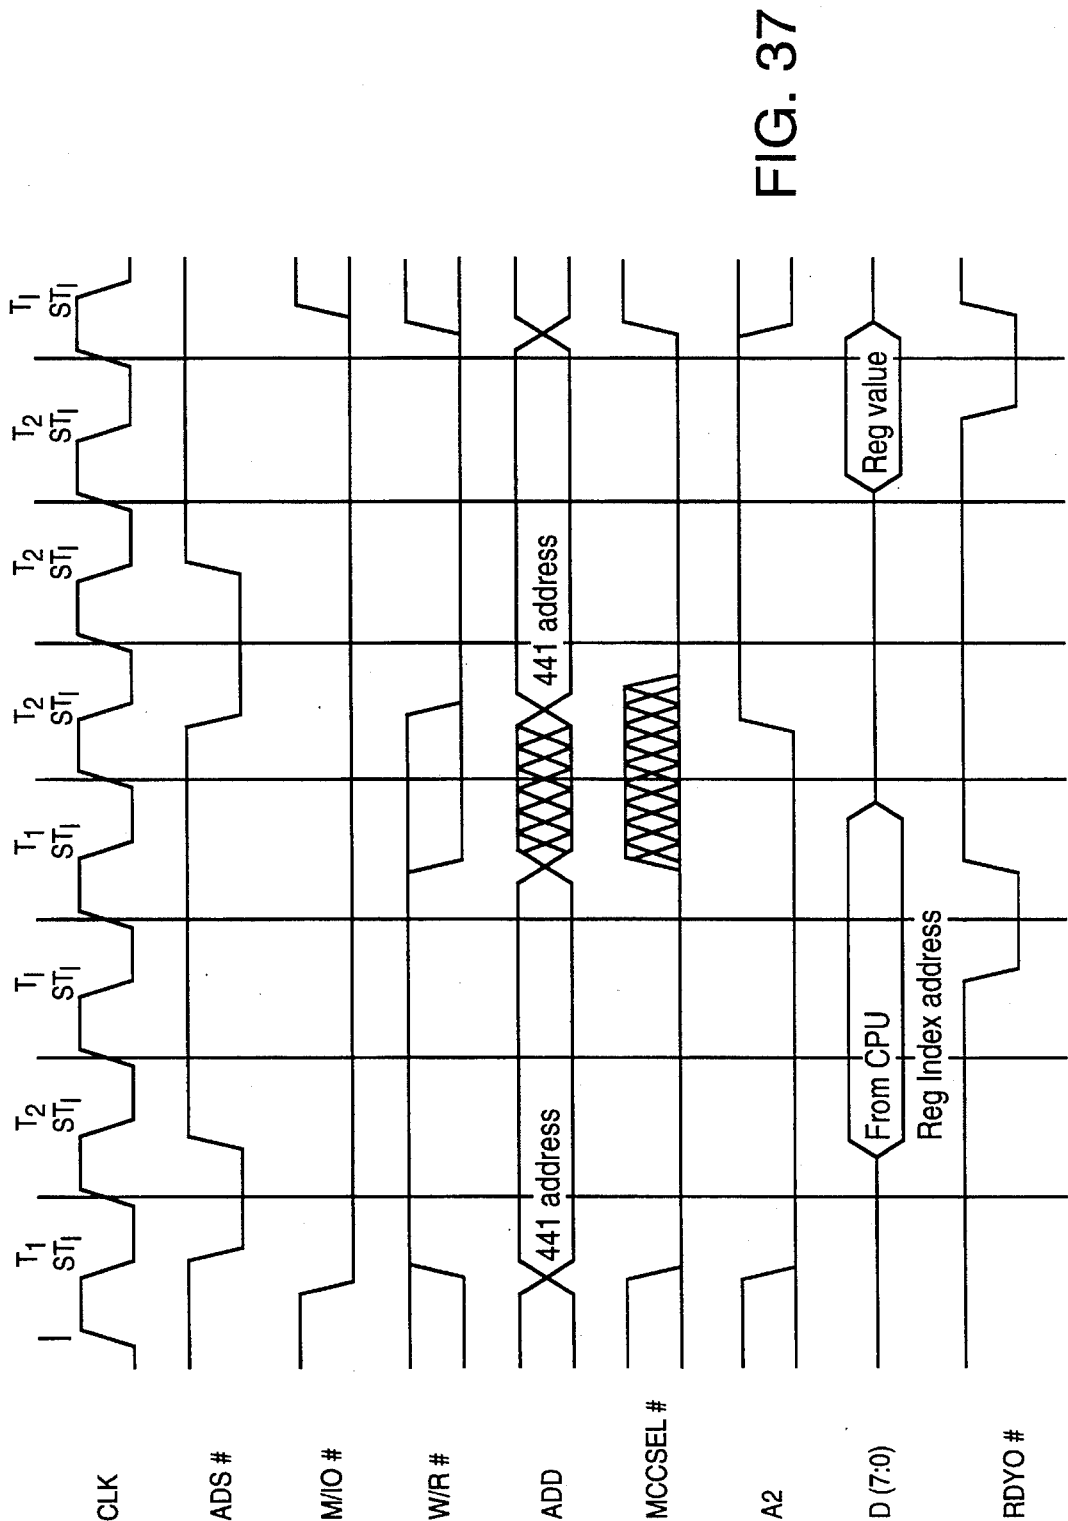 T1 T2 TI T1 T2 T2 T2 TI
STI STI STI STI STI STI STI STI
CLK
ADS #
M/IO #
W/R #
ADD 441 address 441 address
MCCSEL #
A2
D (7:0) From CPU Reg value
Reg Index address
RDYO #
FIG. 37